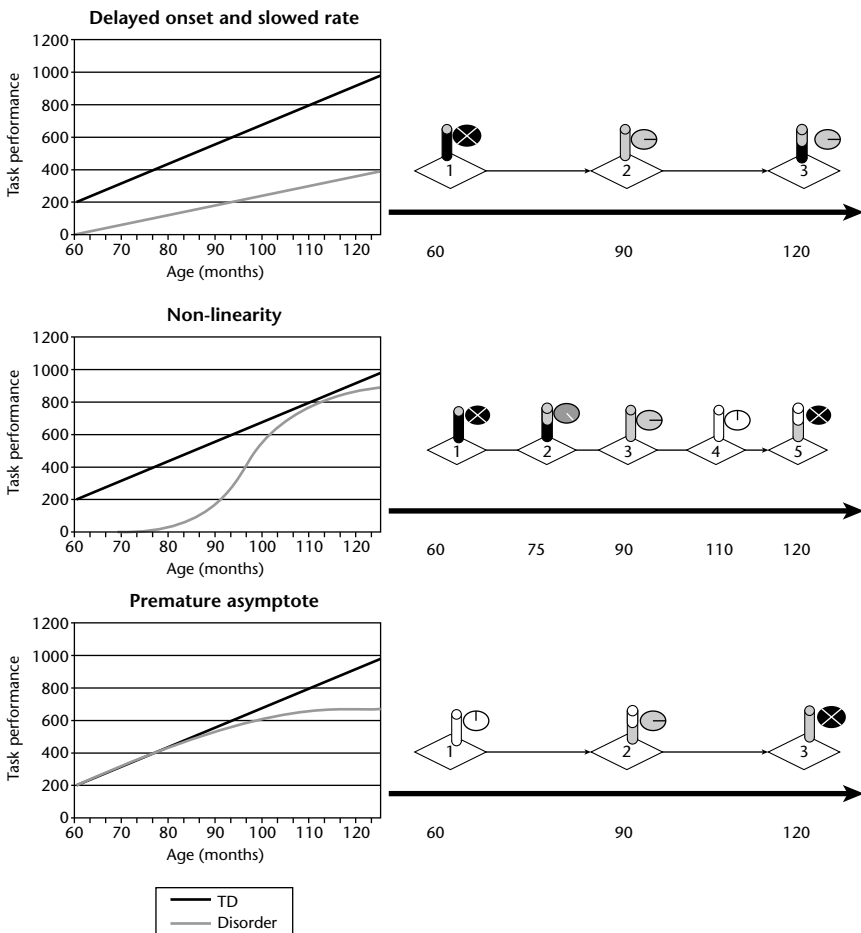 Delayed onset and slowed rate
1200
1000
800
600
400
200
0
Task performance
60 70 80 90 100 110 120
Age (months)
1 2 3
60 90 120
Non-linearity
1200
1000
800
600
400
200
0
Task performance
60 70 80 90 100 110 120
Age (months)
1 2 3 4 5
60 75 90 110 120
Premature asymptote
1200
1000
800
600
400
200
0
Task performance
60 70 80 90 100 110 120
Age (months)
1 2 3
60 90 120
TD
Disorder